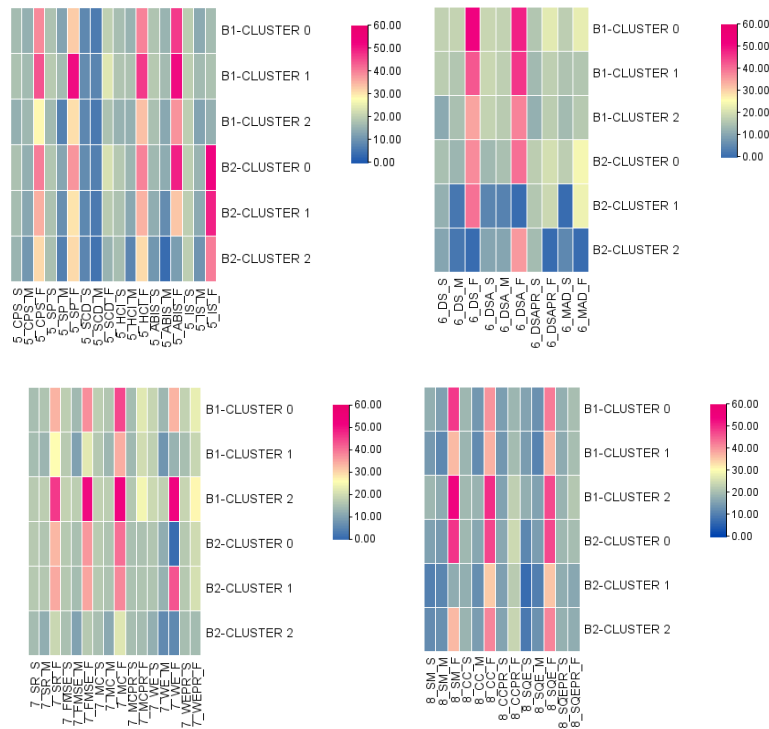 B1-CLUSTER 0
B1-CLUSTER 1
B1-CLUSTER 2
B2-CLUSTER 0
B2-CLUSTER 1
B2-CLUSTER 2
60.00
50.00
40.00
30.00
20.00
10.00
0.00
5_CPS_S
5_CPS_M
5_CPS_F
5_SP_S
5_SP_M
5_SP_F
5_SCD_S
5_SCD_M
5_SCD_F
5_HCI_S
5_HCI_M
5_HCI_F
5_ABIS_S
5_ABIS_M
5_ABIS_F
5_IS_S
5_IS_M
5_IS_F
B1-CLUSTER 0
B1-CLUSTER 1
B1-CLUSTER 2
B2-CLUSTER 0
B2-CLUSTER 1
B2-CLUSTER 2
60.00
50.00
40.00
30.00
20.00
10.00
0.00
6_DS_S
6_DS_M
6_DS_F
6_DSA_S
6_DSA_M
6_DSA_F
6_DSAPR_S
6_DSAPR_F
6_MAD_S
6_MAD_F
B1-CLUSTER 0
B1-CLUSTER 1
B1-CLUSTER 2
B2-CLUSTER 0
B2-CLUSTER 1
B2-CLUSTER 2
60.00
50.00
40.00
30.00
20.00
10.00
0.00
7_SR_S
7_SR_M
7_SR_F
7_FMSE_S
7_FMSE_M
7_FMSE_F
7_MC_S
7_MC_M
7_MC_F
7_MCPR_S
7_MCPR_F
7_WE_S
7_WE_M
7_WE_F
7_WEPR_S
7_WEPR_F
B1-CLUSTER 0
B1-CLUSTER 1
B1-CLUSTER 2
B2-CLUSTER 0
B2-CLUSTER 1
B2-CLUSTER 2
60.00
50.00
40.00
30.00
20.00
10.00
0.00
8_SM_S
8_SM_M
8_SM_F
8_CC_S
8_CC_M
8_CC_F
8_CCPR_S
8_CCPR_F
8_SQE_S
8_SQE_M
8_SQE_F
8_SQEPR_S
8_SQEPR_F